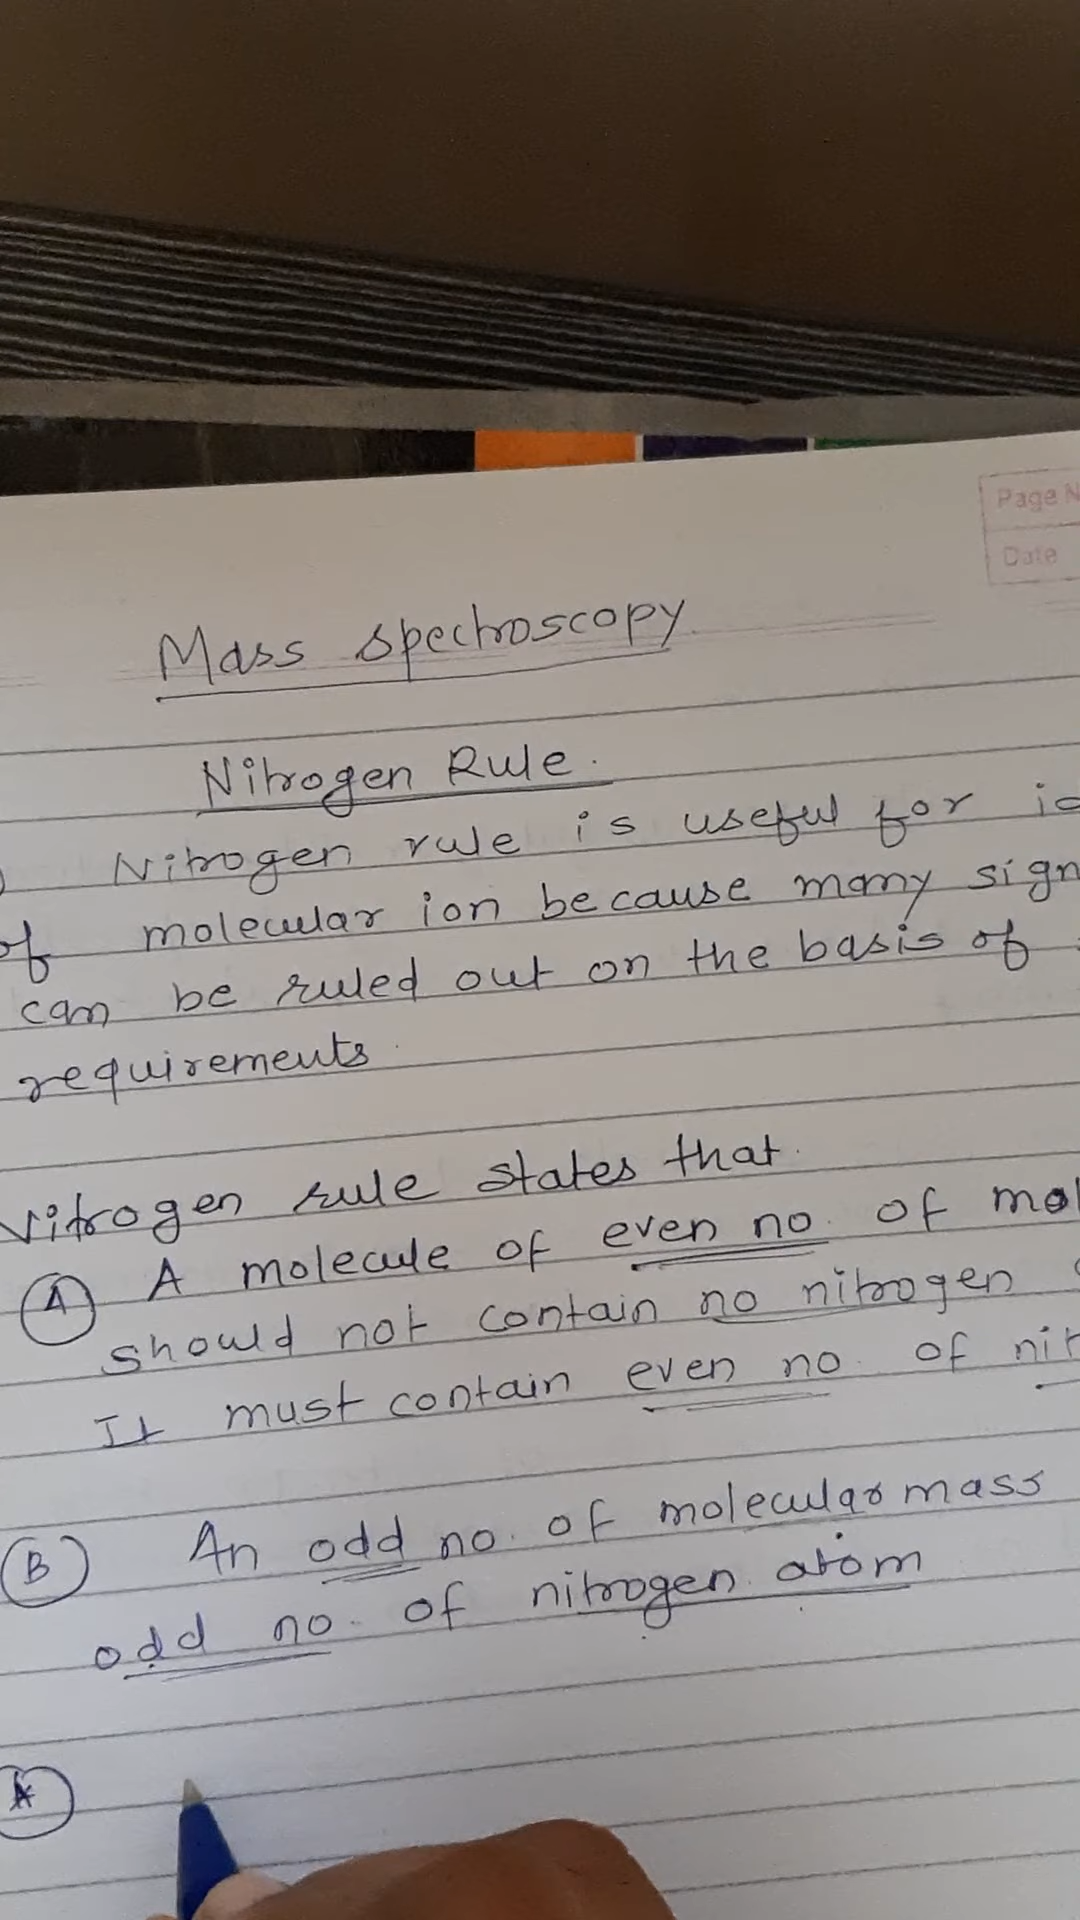 Page N
Date
Mass spectroscopy
Nitrogen Rule.
Nitrogen rule is useful for
of molecular ion because many sign
can be ruled out on the basis of
requirements
Nitrogen rule states that
A A molecule of even no. of mol
should not contain no nitrogen
It must contain even no. of nit
B An odd no. of molecular mass
odd no. of nitrogen atom